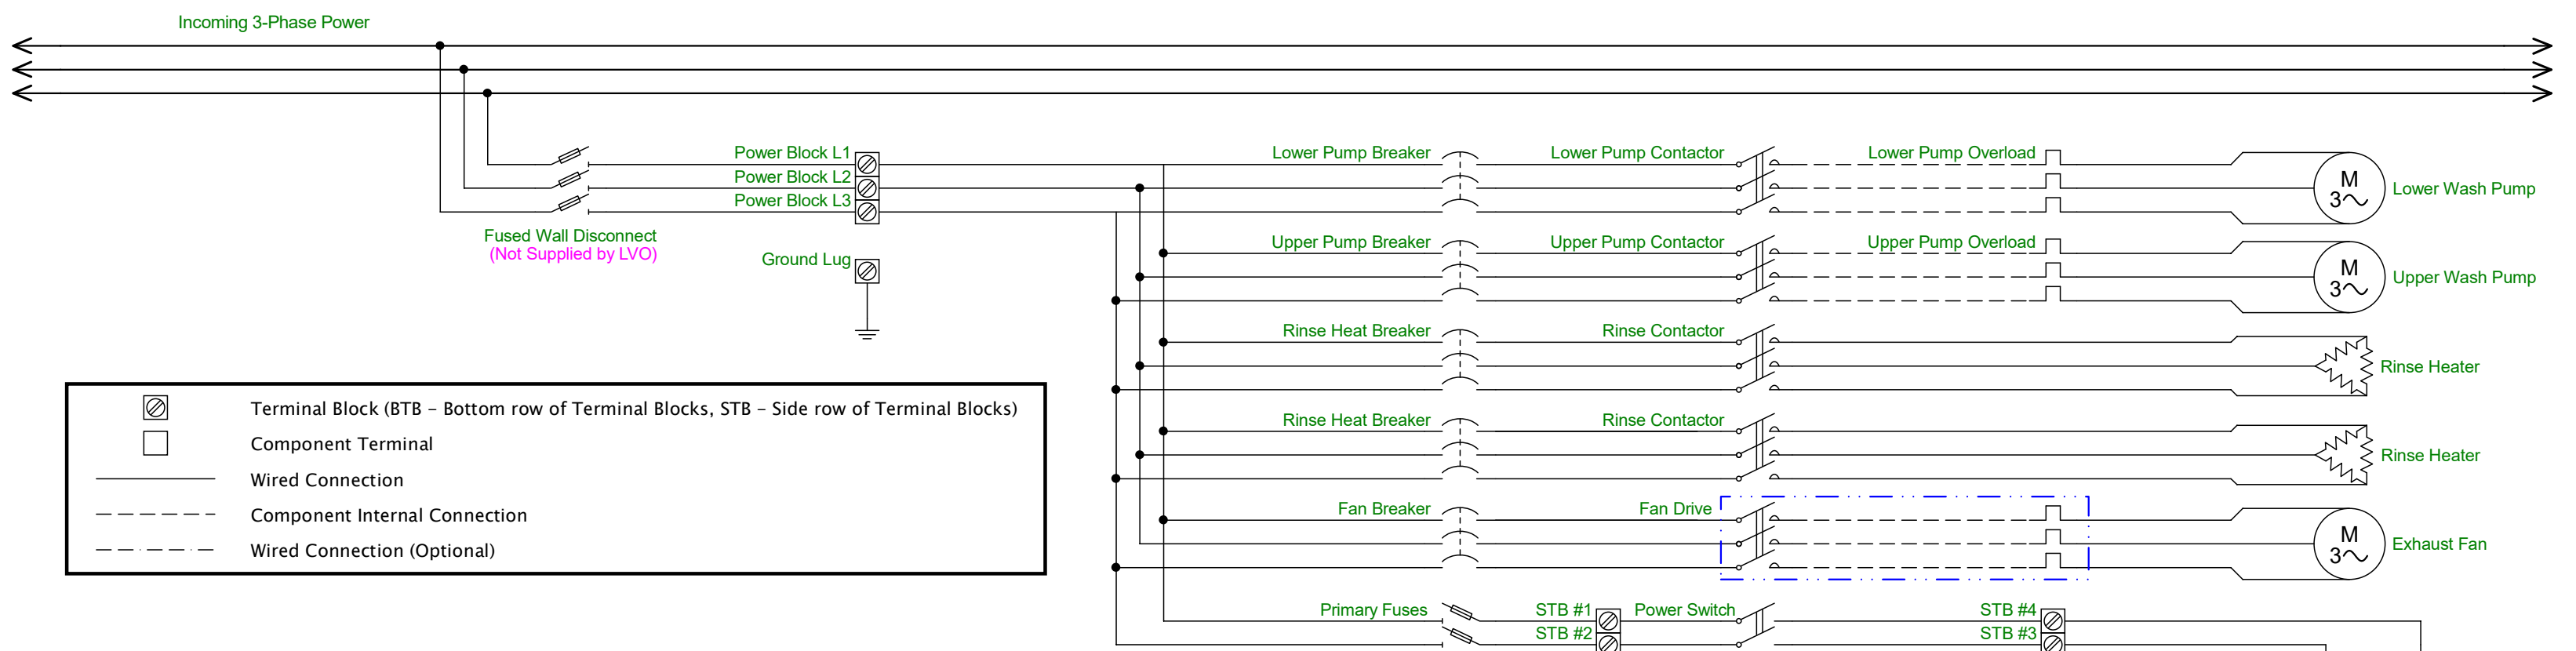 Incoming 3-Phase Power
Power Block L1
Power Block L2
Power Block L3
Fused Wall Disconnect
(Not Supplied by LVO)
Ground Lug
Lower Pump Breaker
Lower Pump Contactor
Lower Pump Overload
M
3
Lower Wash Pump
Upper Pump Breaker
Upper Pump Contactor
Upper Pump Overload
M
3
Upper Wash Pump
Rinse Heat Breaker
Rinse Contactor
Rinse Heater
Rinse Heat Breaker
Rinse Contactor
Rinse Heater
Fan Breaker
Fan Drive
M
3
Exhaust Fan
Primary Fuses
STB #1
Power Switch
STB #4
STB #2
STB #3
Terminal Block (BTB – Bottom row of Terminal Blocks, STB – Side row of Terminal Blocks)
Component Terminal
Wired Connection
Component Internal Connection
Wired Connection (Optional)